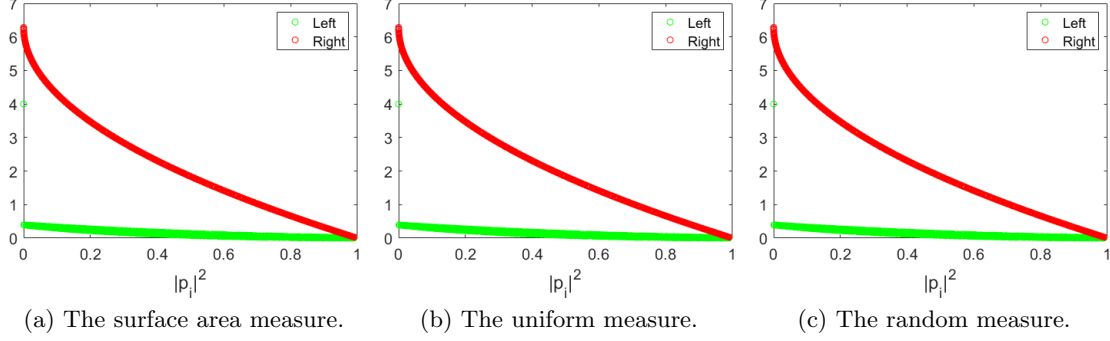 7
6
5
4
3
2
1
0
0 0.2 0.4 0.6 0.8 1
|p_i|^2
Left
Right
(a) The surface area measure.
7
6
5
4
3
2
1
0
0 0.2 0.4 0.6 0.8 1
|p_i|^2
Left
Right
(b) The uniform measure.
7
6
5
4
3
2
1
0
0 0.2 0.4 0.6 0.8 1
|p_i|^2
Left
Right
(c) The random measure.